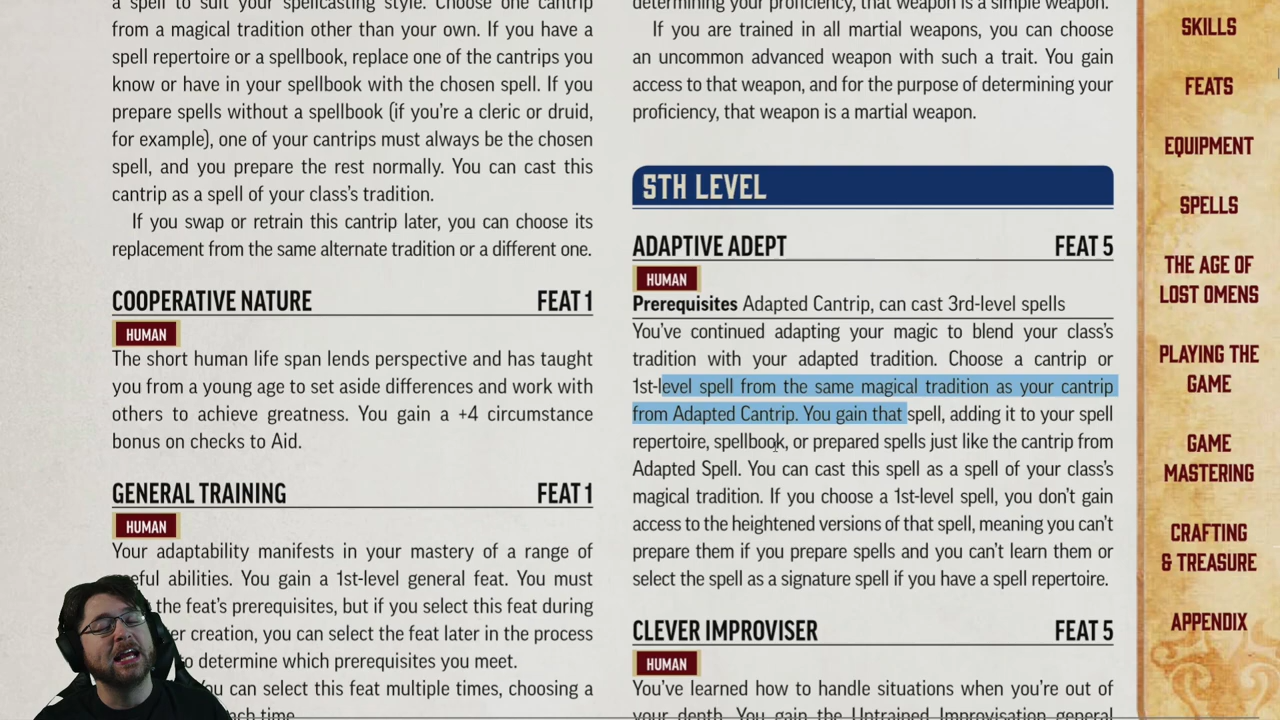 a spell to suit your spellcasting style. Choose one cantrip
from a magical tradition other than your own. If you have a
spell repertoire or a spellbook, replace one of the cantrips you
know or have in your spellbook with the chosen spell. If you
prepare spells without a spellbook (if you're a cleric or druid,
for example), one of your cantrips must always be the chosen
spell, and you prepare the rest normally. You can cast this
cantrip as a spell of your class's tradition.
If you swap or retrain this cantrip later, you can choose its
replacement from the same alternate tradition or a different one.
COOPERATIVE NATURE FEAT 1
HUMAN
The short human life span lends perspective and has taught
you from a young age to set aside differences and work with
others to achieve greatness. You gain a +4 circumstance
bonus on checks to Aid.
GENERAL TRAINING FEAT 1
HUMAN
Your adaptability manifests in your mastery of a range of
abilities. You gain a 1st-level general feat. You must
the feat's prerequisites, but if you select this feat during
creation, you can select the feat later in the process
to determine which prerequisites you meet.
can select this feat multiple times, choosing a
each time.
determining your proficiency, that weapon is a simple weapon.
If you are trained in all martial weapons, you can choose
an uncommon advanced weapon with such a trait. You gain
access to that weapon, and for the purpose of determining your
proficiency, that weapon is a martial weapon.
5TH LEVEL
ADAPTIVE ADEPT FEAT 5
HUMAN
Prerequisites Adapted Cantrip, can cast 3rd-level spells
You've continued adapting your magic to blend your class's
tradition with your adapted tradition. Choose a cantrip or
1st-level spell from the same magical tradition as your cantrip
from Adapted Cantrip. You gain that spell, adding it to your spell
repertoire, spellbook, or prepared spells just like the cantrip from
Adapted Spell. You can cast this spell as a spell of your class's
magical tradition. If you choose a 1st-level spell, you don't gain
access to the heightened versions of that spell, meaning you can't
prepare them if you prepare spells and you can't learn them or
select the spell as a signature spell if you have a spell repertoire.
CLEVER IMPROVISER FEAT 5
HUMAN
You've learned how to handle situations when you're out of
your depth. You gain the Untrained Improvisation general
SKILLS
FEATS
EQUIPMENT
SPELLS
THE AGE OF
LOST OMENS
PLAYING THE
GAME
GAME
MASTERING
CRAFTING
& TREASURE
APPENDIX